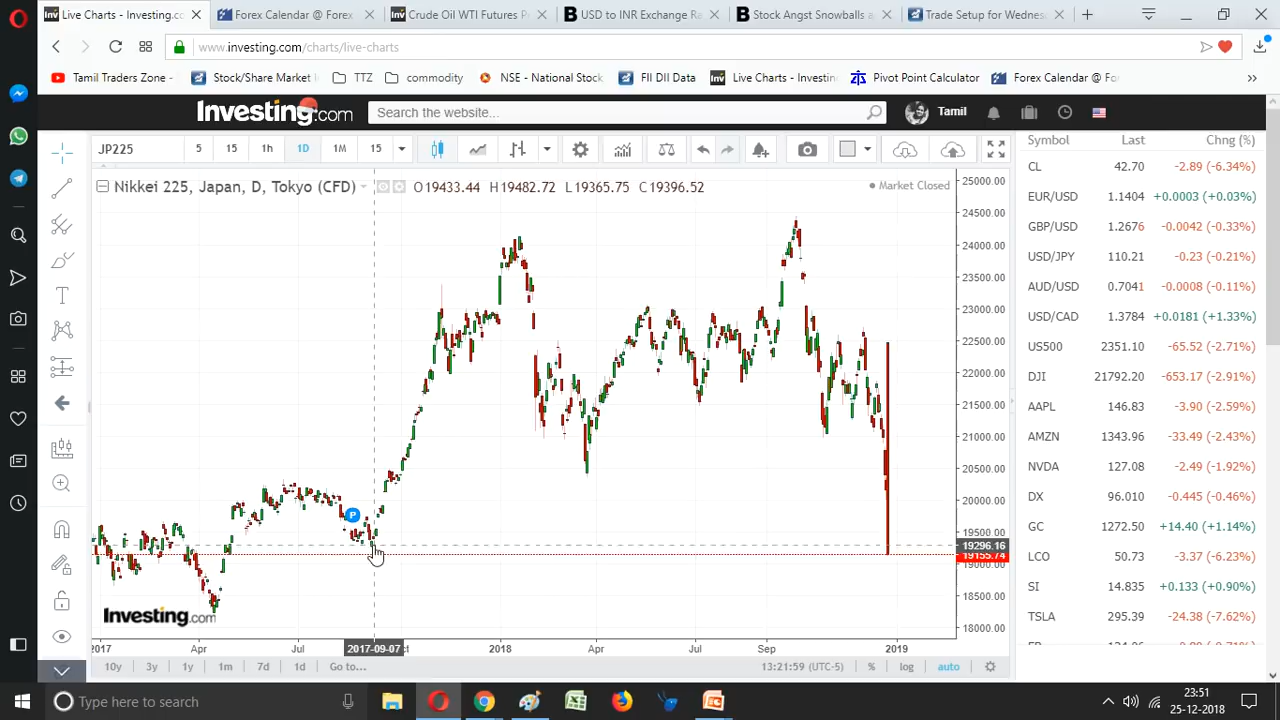 Live Charts - Investing.com
Forex Calendar @ Forex
Crude Oil WTI Futures P
USD to INR Exchange Ra
Stock Angst Snowballs a
Trade Setup for Wednes
www.investing.com/charts/live-charts
Tamil Traders Zone -
Stock/Share Market
TTZ
commodity
NSE - National Stock
FII DII Data
Live Charts - Investin
Pivot Point Calculator
Forex Calendar @ Fo
Investing.com
Search the website...
Tamil
JP225
5
15
1h
1D
1M
15
Symbol
Last
Chng (%)
Nikkei 225, Japan, D, Tokyo (CFD)
O19433.44 H19482.72 L19365.75 C19396.52
Market Closed
CL 42.70 -2.89 (-6.34%)
EUR/USD 1.1404 +0.0003 (+0.03%)
GBP/USD 1.2676 -0.0042 (-0.33%)
USD/JPY 110.21 -0.23 (-0.21%)
AUD/USD 0.7041 -0.0008 (-0.11%)
USD/CAD 1.3784 +0.0181 (+1.33%)
US500 2351.10 -65.52 (-2.71%)
DJI 21792.20 -653.17 (-2.91%)
AAPL 146.83 -3.90 (-2.59%)
AMZN 1343.96 -33.49 (-2.43%)
NVDA 127.08 -2.49 (-1.92%)
DX 96.010 -0.445 (-0.46%)
GC 1272.50 +14.40 (+1.14%)
LCO 50.73 -3.37 (-6.23%)
SI 14.835 +0.133 (+0.90%)
TSLA 295.39 -24.38 (-7.62%)
25000.00
24500.00
24000.00
23500.00
23000.00
22500.00
22000.00
21500.00
21000.00
20500.00
20000.00
19500.00
19296.16
19155.74
19000.00
18500.00
18000.00
P
Investing.com
2017
Apr
Jul
2017-09-07
2018
Apr
Jul
Sep
2019
10y
3y
1y
1m
7d
1d
Go to...
13:21:59 (UTC-5)
%
log
auto
Type here to search
23:51
25-12-2018